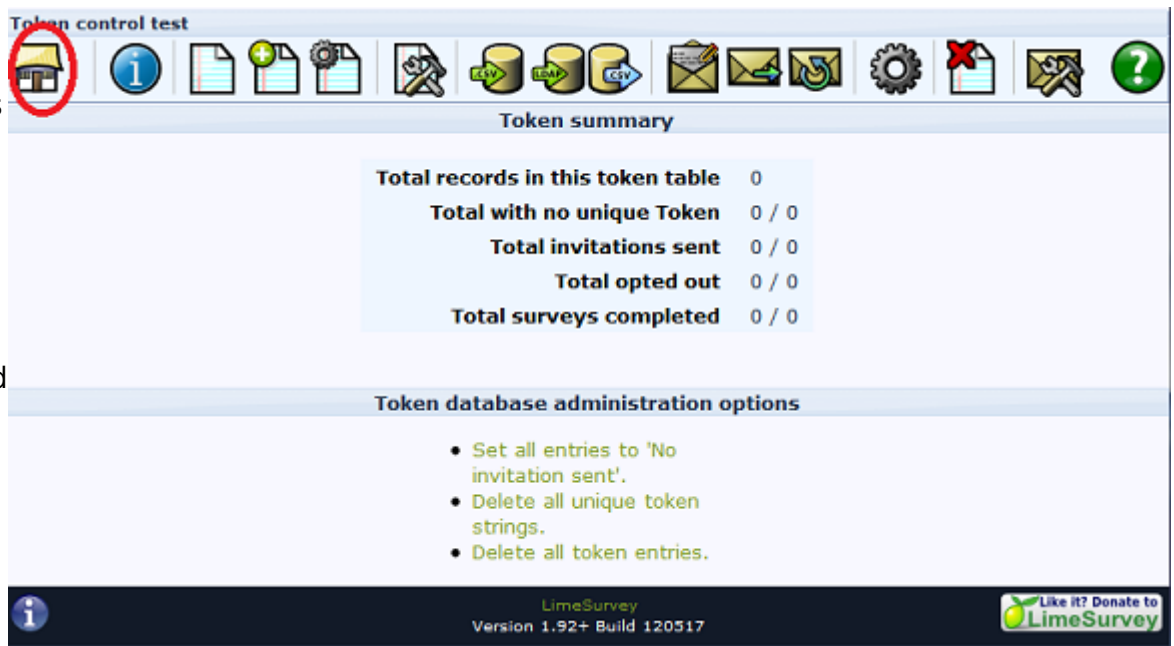 Token control test
CSV LDAP CSV
?
Token summary
Total records in this token table 0
Total with no unique Token 0 / 0
Total invitations sent 0 / 0
Total opted out 0 / 0
Total surveys completed 0 / 0
Token database administration options
Set all entries to 'No
invitation sent'.
Delete all unique token
strings.
Delete all token entries.
LimeSurvey
Version 1.92+ Build 120517
Like it? Donate to
LimeSurvey